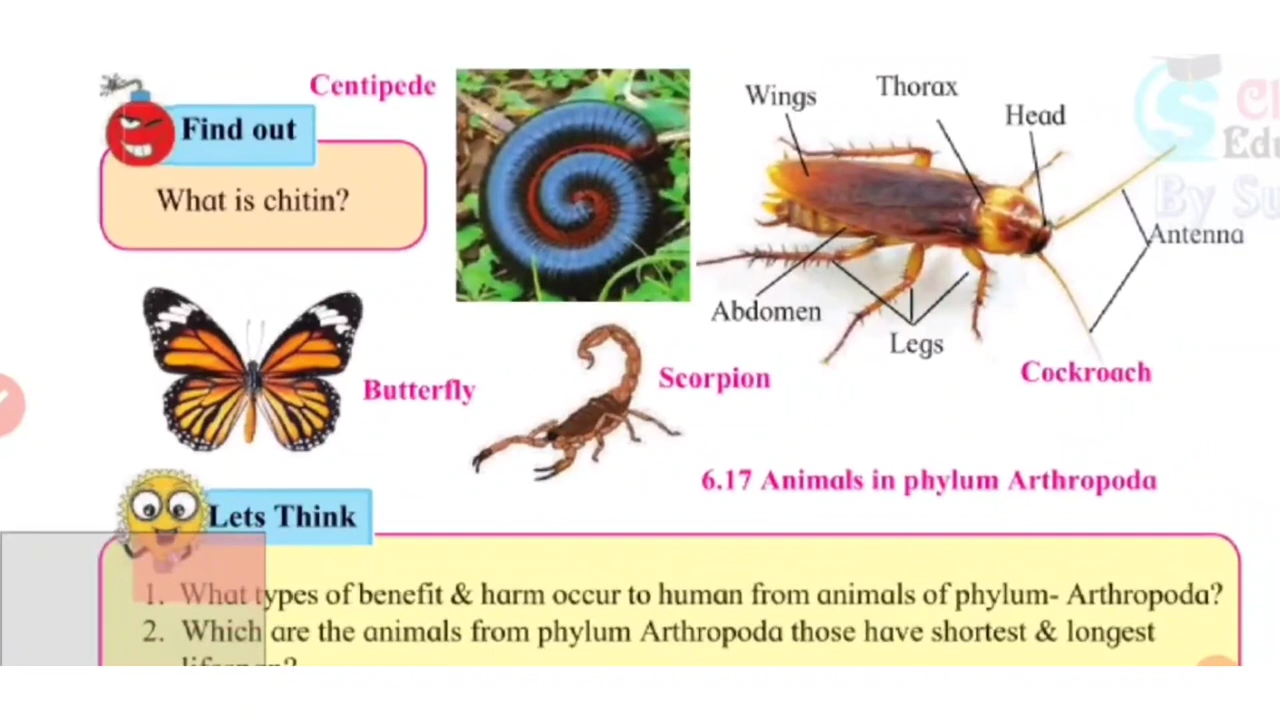 Centipede
Find out
What is chitin?
Wings
Thorax
Head
Antenna
Abdomen
Legs
Cockroach
Butterfly
Scorpion
6.17 Animals in phylum Arthropoda
Lets Think
1. What types of benefit & harm occur to human from animals of phylum- Arthropoda?
2. Which are the animals from phylum Arthropoda those have shortest & longest
By